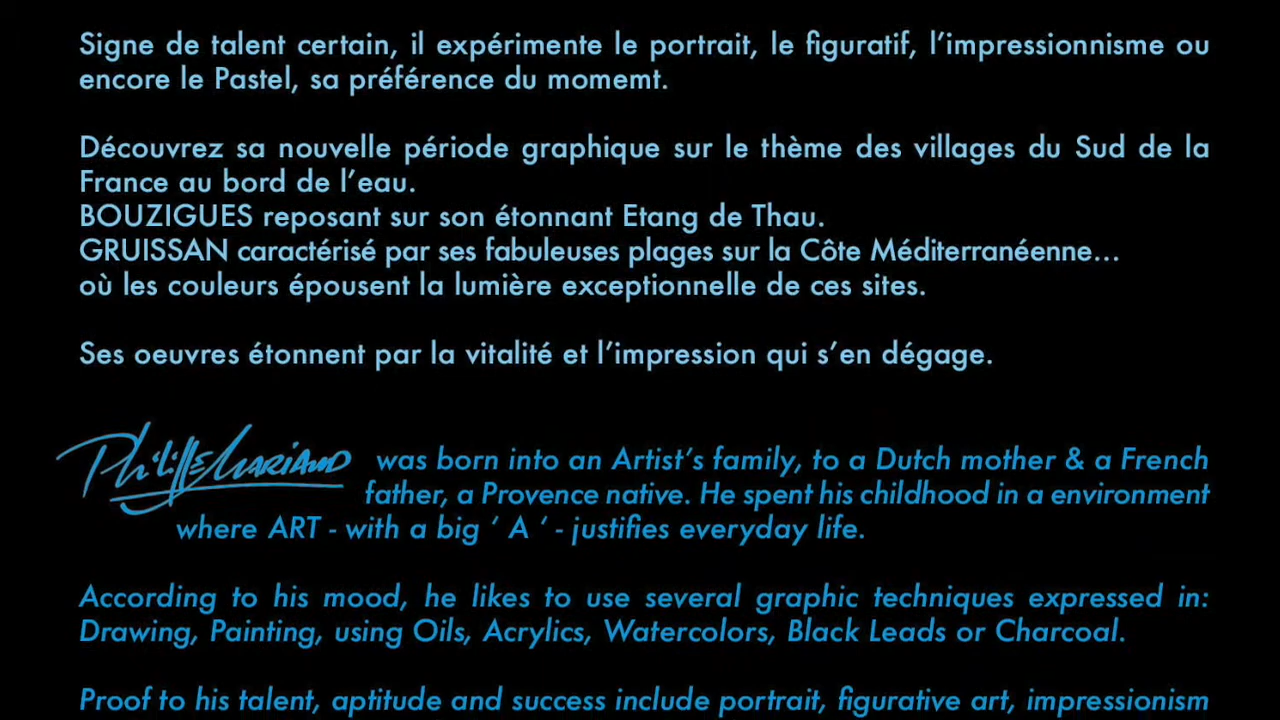 Signe de talent certain, il expérimente le portrait, le figuratif, l'impressionnisme ou
encore le Pastel, sa préférence du momemt.
Découvrez sa nouvelle période graphique sur le thème des villages du Sud de la
France au bord de l'eau.
BOUZIGUES reposant sur son étonnant Etang de Thau.
GRUISSAN caractérisé par ses fabuleuses plages sur la Côte Méditerranéenne...
où les couleurs épousent la lumière exceptionnelle de ces sites.
Ses oeuvres étonnent par la vitalité et l'impression qui s'en dégage.
Philippe Mariano was born into an Artist's family, to a Dutch mother & a French
father, a Provence native. He spent his childhood in a environment
where ART - with a big ' A ' - justifies everyday life.
According to his mood, he likes to use several graphic techniques expressed in:
Drawing, Painting, using Oils, Acrylics, Watercolors, Black Leads or Charcoal.
Proof to his talent, aptitude and success include portrait, figurative art, impressionism